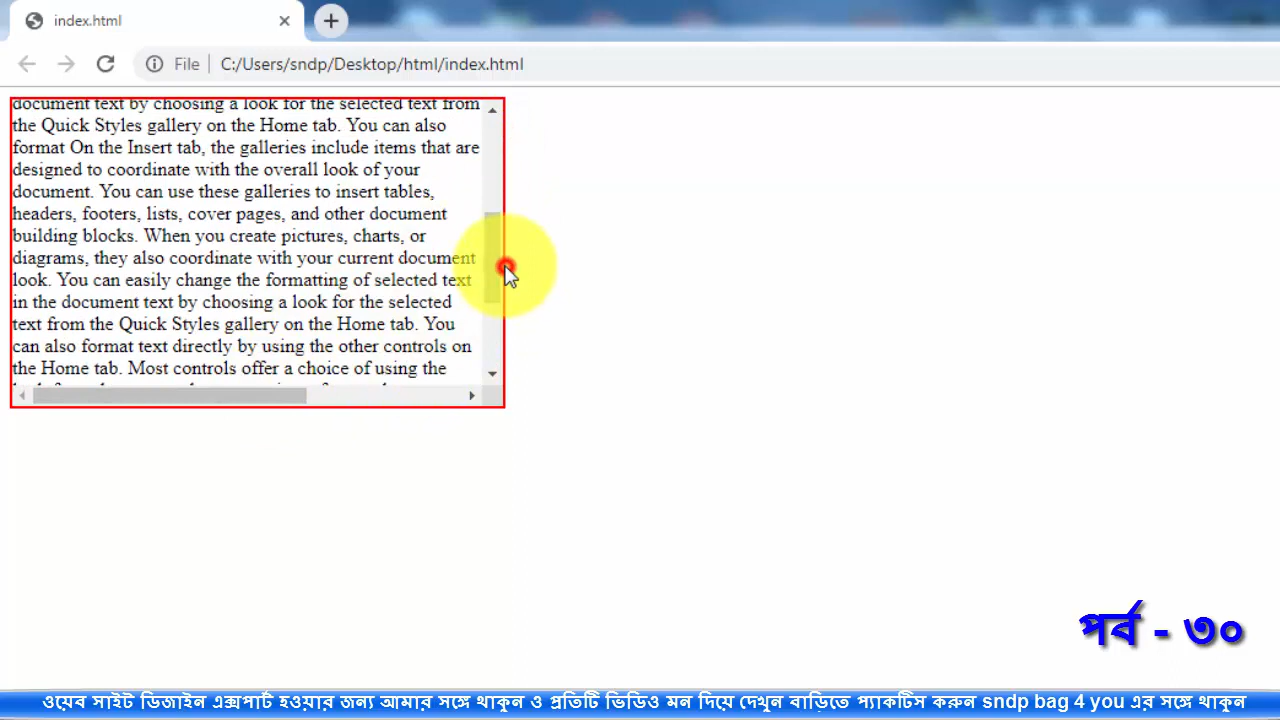 index.html
File
C:/Users/sndp/Desktop/html/index.html
document text by choosing a look for the selected text from
the Quick Styles gallery on the Home tab. You can also
format On the Insert tab, the galleries include items that are
designed to coordinate with the overall look of your
document. You can use these galleries to insert tables,
headers, footers, lists, cover pages, and other document
building blocks. When you create pictures, charts, or
diagrams, they also coordinate with your current document
look. You can easily change the formatting of selected text
in the document text by choosing a look for the selected
text from the Quick Styles gallery on the Home tab. You
can also format text directly by using the other controls on
the Home tab. Most controls offer a choice of using the
পর্ব - ৩০
ওয়েব সাইট ডিজাইন এক্সপার্ট হওয়ার জন্য আমার সঙ্গে থাকুন ও প্রতিটি ভিডিও মন দিয়ে দেখুন বাড়িতে প্যাকটিস করুন sndp bag 4 you এর সঙ্গে থাকুন